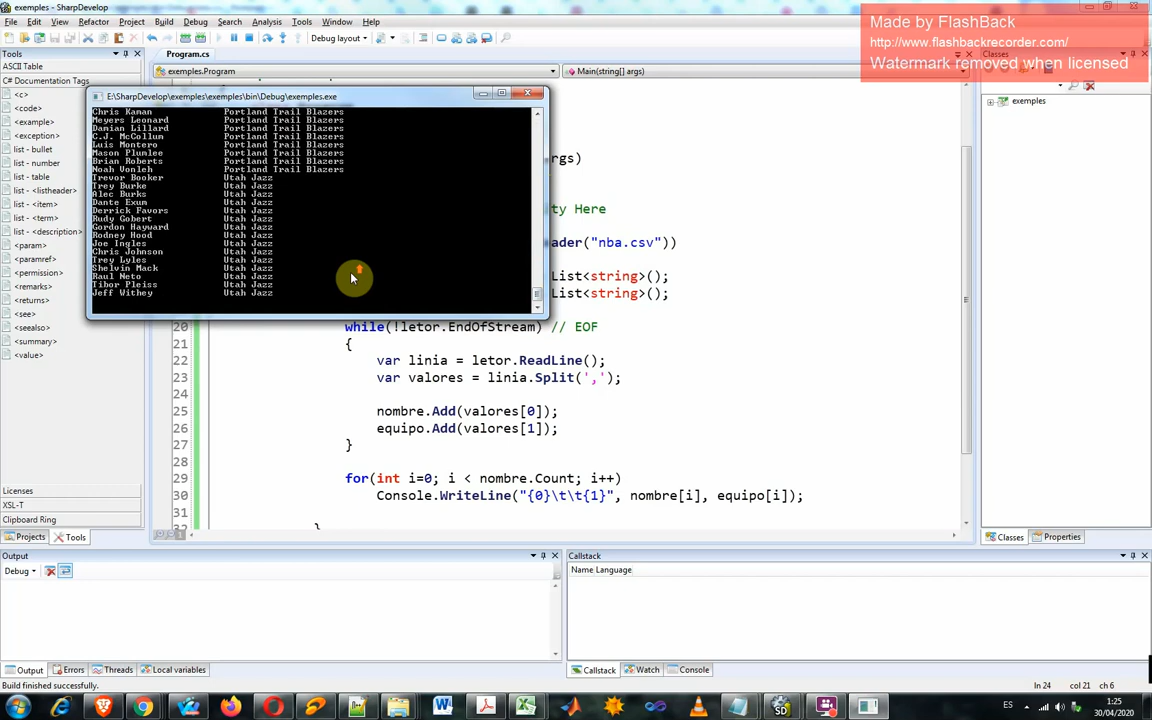 exemples - SharpDevelop
File Edit View Refactor Project Build Debug Search Analysis Tools Window Help
Debug layout
Made by FlashBack
http://www.flashbackrecorder.com/
Watermark removed when licensed
Tools
ASCII Table
C# Documentation Tags
<c>
<code>
<example>
<exception>
list - bullet
list - number
list - table
list - <listheader>
list - <item>
list - <term>
list - <description>
<param>
<paramref>
<permission>
<remarks>
<returns>
<see>
<seealso>
<summary>
<value>
License
XSL-T
Clipboard Ring
Projects Tools
Program.cs
exemples.Program
Main(string[] args)
E:\SharpDevelop\exemples\exemples\bin\Debug\exemples.exe
Chris Kaman Portland Trail Blazers
Meyers Leonard Portland Trail Blazers
Damian Lillard Portland Trail Blazers
C.J. McCollum Portland Trail Blazers
Luis Montero Portland Trail Blazers
Mason Plumlee Portland Trail Blazers
Brian Roberts Portland Trail Blazers
Noah Vonleh Portland Trail Blazers
Trevor Booker Utah Jazz
Trey Burke Utah Jazz
Alec Burks Utah Jazz
Dante Exum Utah Jazz
Derrick Favors Utah Jazz
Rudy Gobert Utah Jazz
Gordon Hayward Utah Jazz
Rodney Hood Utah Jazz
Joe Ingles Utah Jazz
Chris Johnson Utah Jazz
Trey Lyles Utah Jazz
Shelvin Mack Utah Jazz
Raul Neto Utah Jazz
Tibor Pleiss Utah Jazz
Jeff Withey Utah Jazz
gs)
ty Here
ader("nba.csv"))
List<string>();
List<string>();
20 while(!letor.EndOfStream) // EOF
21 {
22 var linia = letor.ReadLine();
23 var valores = linia.Split(',');
24
25 nombre.Add(valores[0]);
26 equipo.Add(valores[1]);
27 }
28
29 for(int i=0; i < nombre.Count; i++)
30 Console.WriteLine("{0}\t\t{1}", nombre[i], equipo[i]);
31
32 }
Classes
exemples
Classes Properties
Output
Debug
Output Errors Threads Local variables
Callstack
Name Language
Callstack Watch Console
Build finished successfully.
ln 24 col 21 ch 6
ES
1:25
30/04/2020